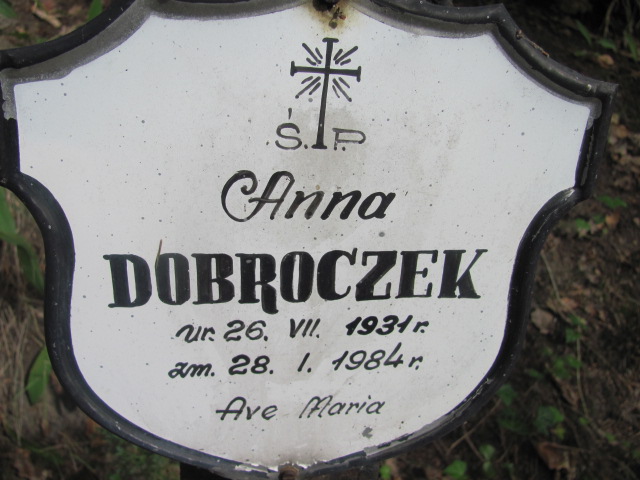 Ś.P.
Anna
DOBROCZEK
ur. 26. VII. 1931 r.
zm. 28. I. 1984 r.
Ave Maria